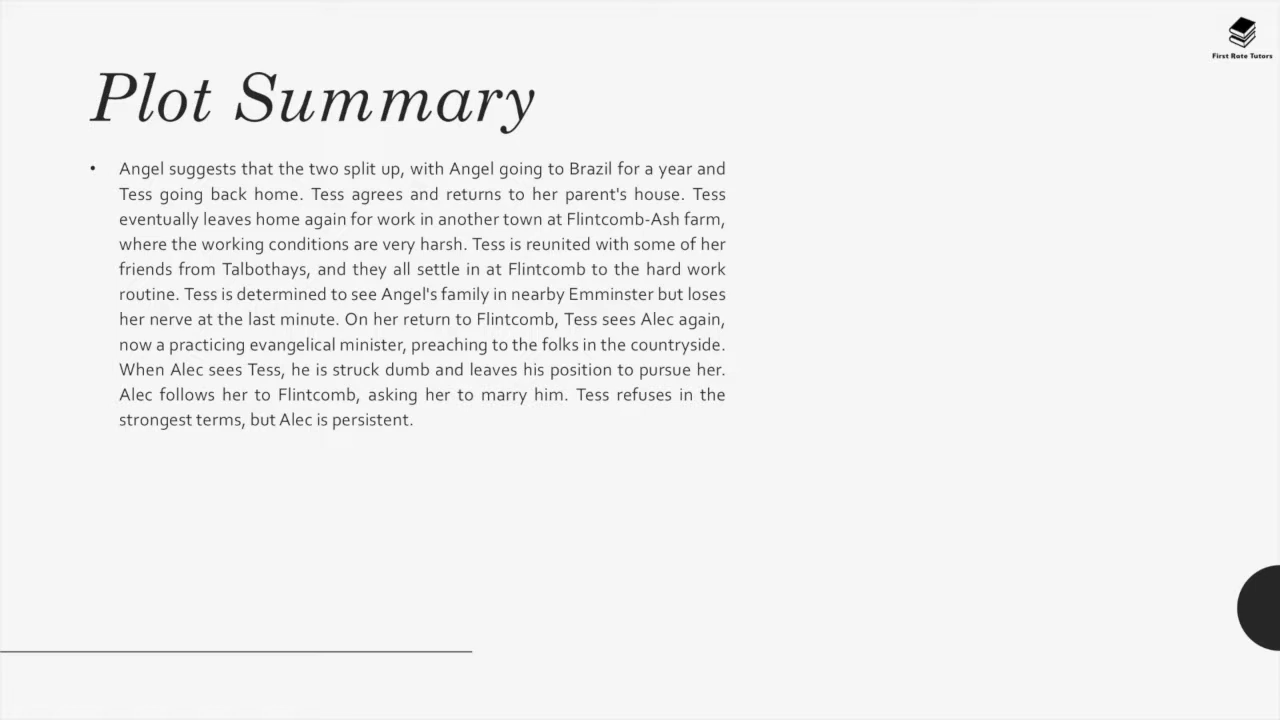 First Rate Tutors
Plot Summary
• Angel suggests that the two split up, with Angel going to Brazil for a year and
Tess going back home. Tess agrees and returns to her parent's house. Tess
eventually leaves home again for work in another town at Flintcomb-Ash farm,
where the working conditions are very harsh. Tess is reunited with some of her
friends from Talbothays, and they all settle in at Flintcomb to the hard work
routine. Tess is determined to see Angel's family in nearby Emminster but loses
her nerve at the last minute. On her return to Flintcomb, Tess sees Alec again,
now a practicing evangelical minister, preaching to the folks in the countryside.
When Alec sees Tess, he is struck dumb and leaves his position to pursue her.
Alec follows her to Flintcomb, asking her to marry him. Tess refuses in the
strongest terms, but Alec is persistent.